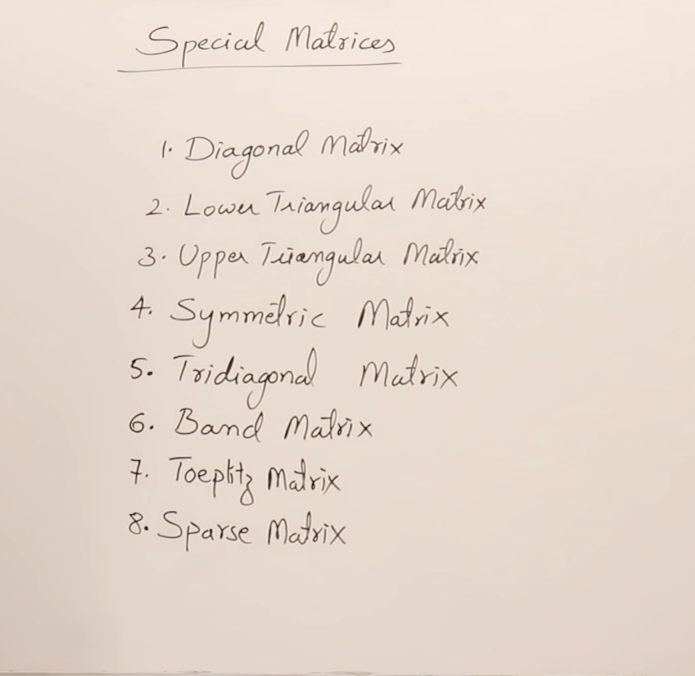 Special Matrices
1. Diagonal Matrix
2. Lower Triangular Matrix
3. Upper Triangular Matrix
4. Symmetric Matrix
5. Tridiagonal Matrix
6. Band Matrix
7. Toeplitz Matrix
8. Sparse Matrix